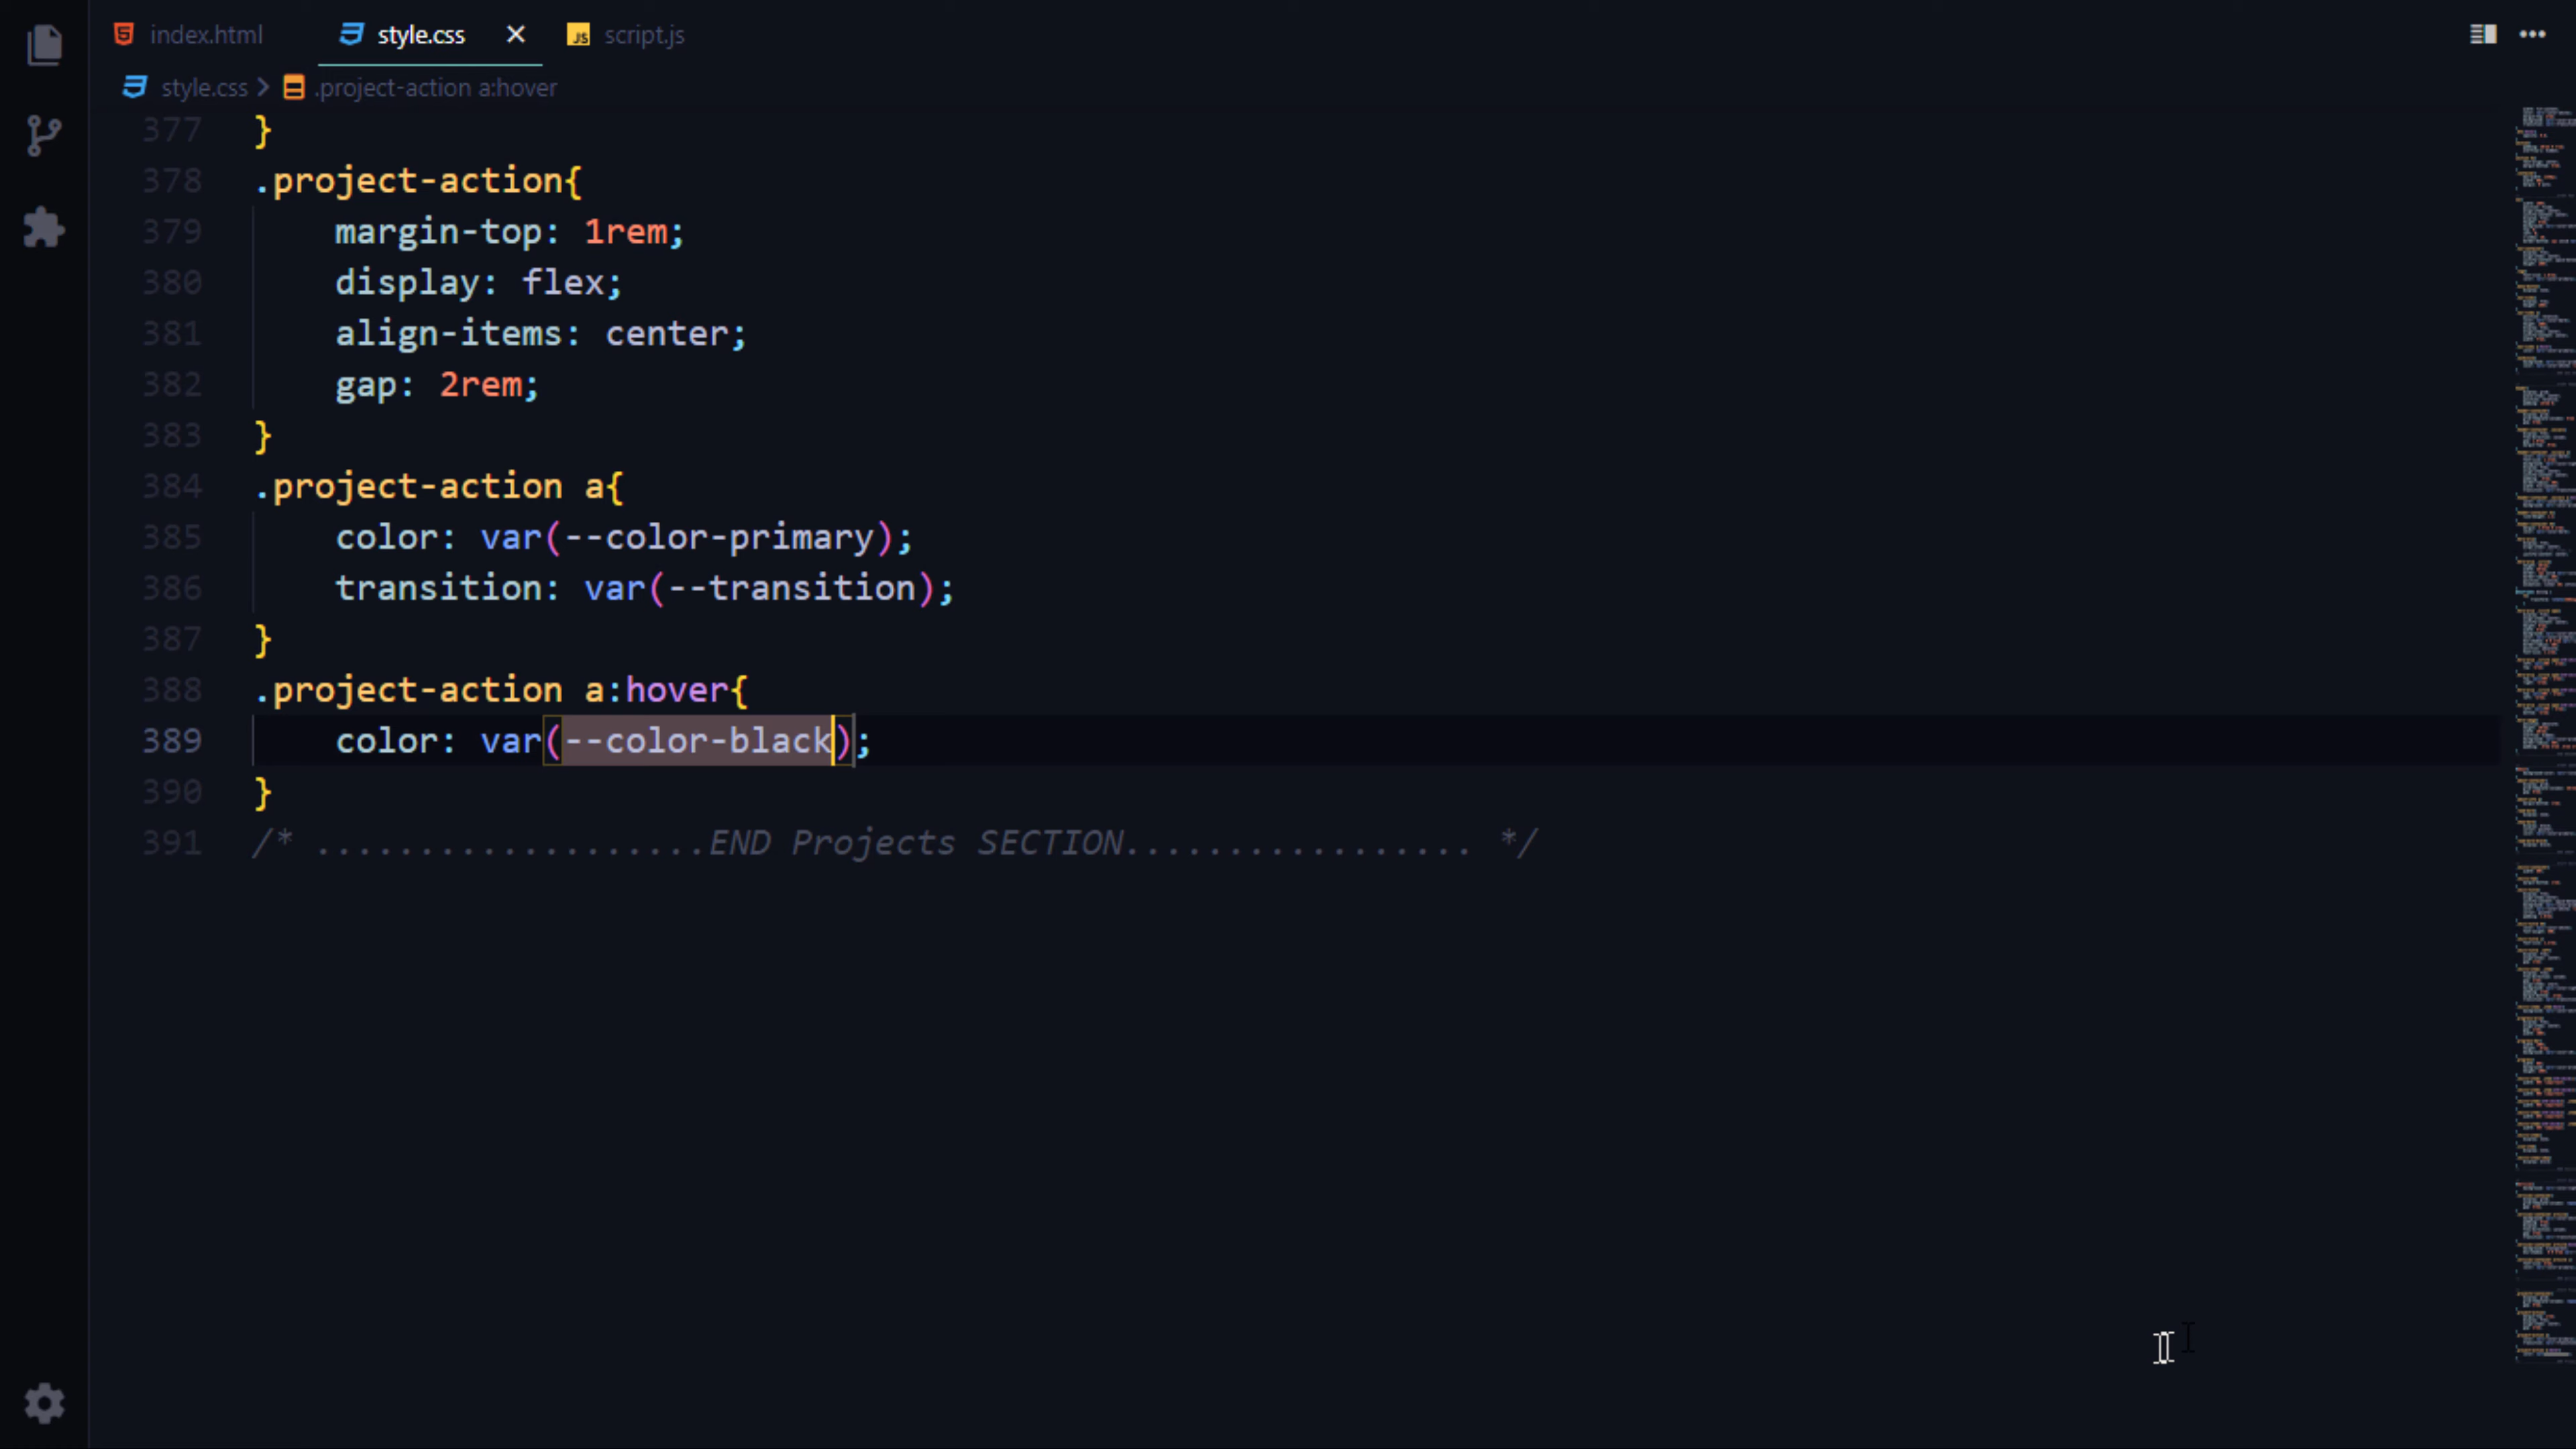 index.html style.css script.js
style.css .project-action a:hover
377 }
378 .project-action{
379 margin-top: 1rem;
380 display: flex;
381 align-items: center;
382 gap: 2rem;
383 }
384 .project-action a{
385 color: var(--color-primary);
386 transition: var(--transition);
387 }
388 .project-action a:hover{
389 color: var(--color-black);
390 }
391 /* ...................END Projects SECTION................. */